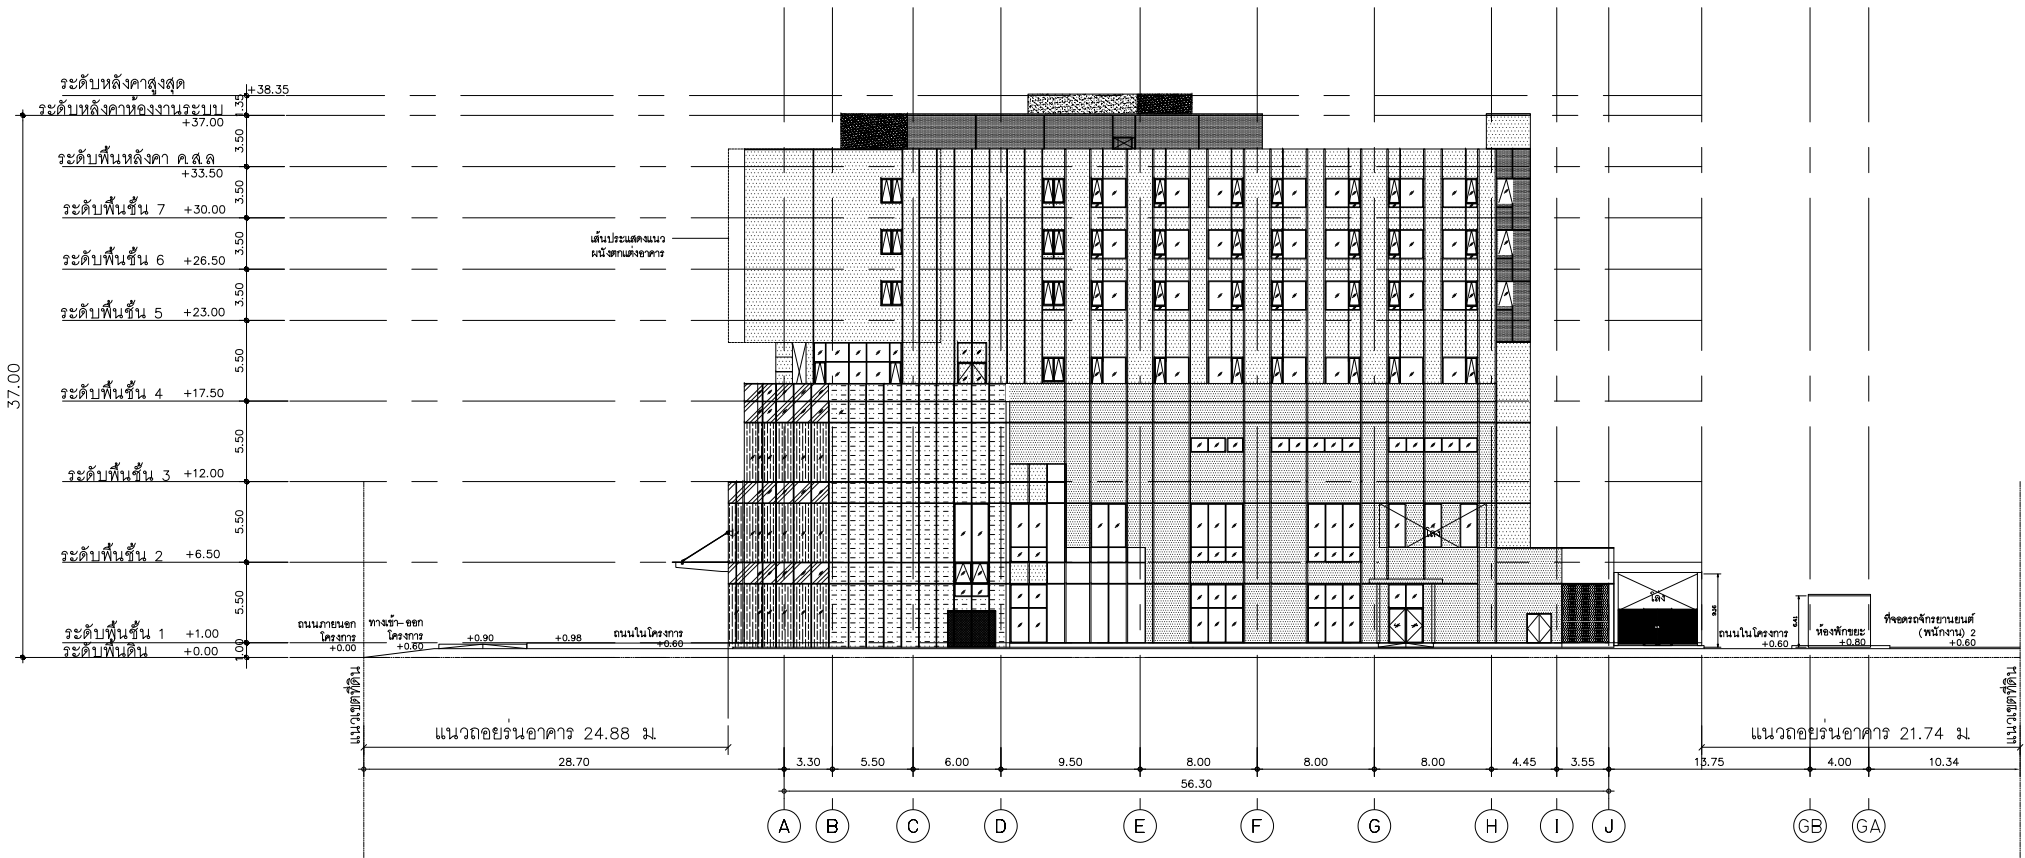 ระดับหลังคาสูงสุด
+38.35
1.35
ระดับหลังคาห้องงานระบบ
+37.00
3.50
ระดับพื้นหลังคา ค.ส.ล
+33.50
3.50
ระดับพื้นชั้น 7 +30.00
3.50
ระดับพื้นชั้น 6 +26.50
3.50
ระดับพื้นชั้น 5 +23.00
5.50
ระดับพื้นชั้น 4 +17.50
5.50
ระดับพื้นชั้น 3 +12.00
5.50
ระดับพื้นชั้น 2 +6.50
5.50
ระดับพื้นชั้น 1 +1.00
1.00
ระดับพื้นดิน +0.00
37.00
เส้นประแสดงแนว
ผนังตกแต่งอาคาร
ถนนภายนอก
โครงการ
+0.00
ทางเข้า-ออก
โครงการ
+0.60
+0.90
+0.98
ถนนในโครงการ
+0.60
โล่ง
โล่ง
9.56
ถนนในโครงการ
+0.60
6.41
ห้องพักขยะ
+0.80
ที่จอดรถจักรยานยนต์
(พนักงาน) 2
+0.60
แนวเขตที่ดิน
แนวเขตที่ดิน
แนวถอยร่นอาคาร 24.88 ม.
แนวถอยร่นอาคาร 21.74 ม.
28.70 3.30 5.50 6.00 9.50 8.00 8.00 8.00 4.45 3.55 13.75 4.00 10.34
56.30
A B C D E F G H I J GB GA